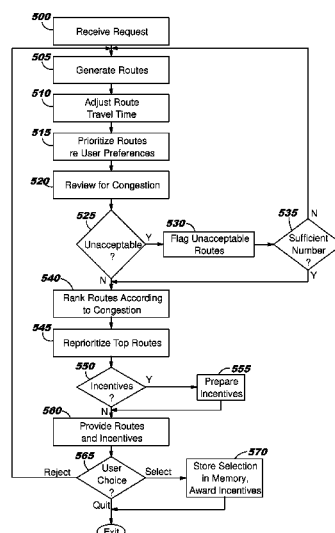 500
Receive Request
505
Generate Routes
510
Adjust Route
Travel Time
515
Prioritize Routes
re User Preferences
520
Review for Congestion
525
Unacceptable
?
Y
N
530
Flag Unacceptable
Routes
535
Sufficient
Number
?
N
Y
540
Rank Routes According
to Congestion
545
Reprioritize Top Routes
550
Incentives
?
Y
N
555
Prepare
Incentives
560
Provide Routes
and Incentives
565
User
Choice
?
Reject
Select
Quit
570
Store Selection
in Memory,
Award Incentives
Exit